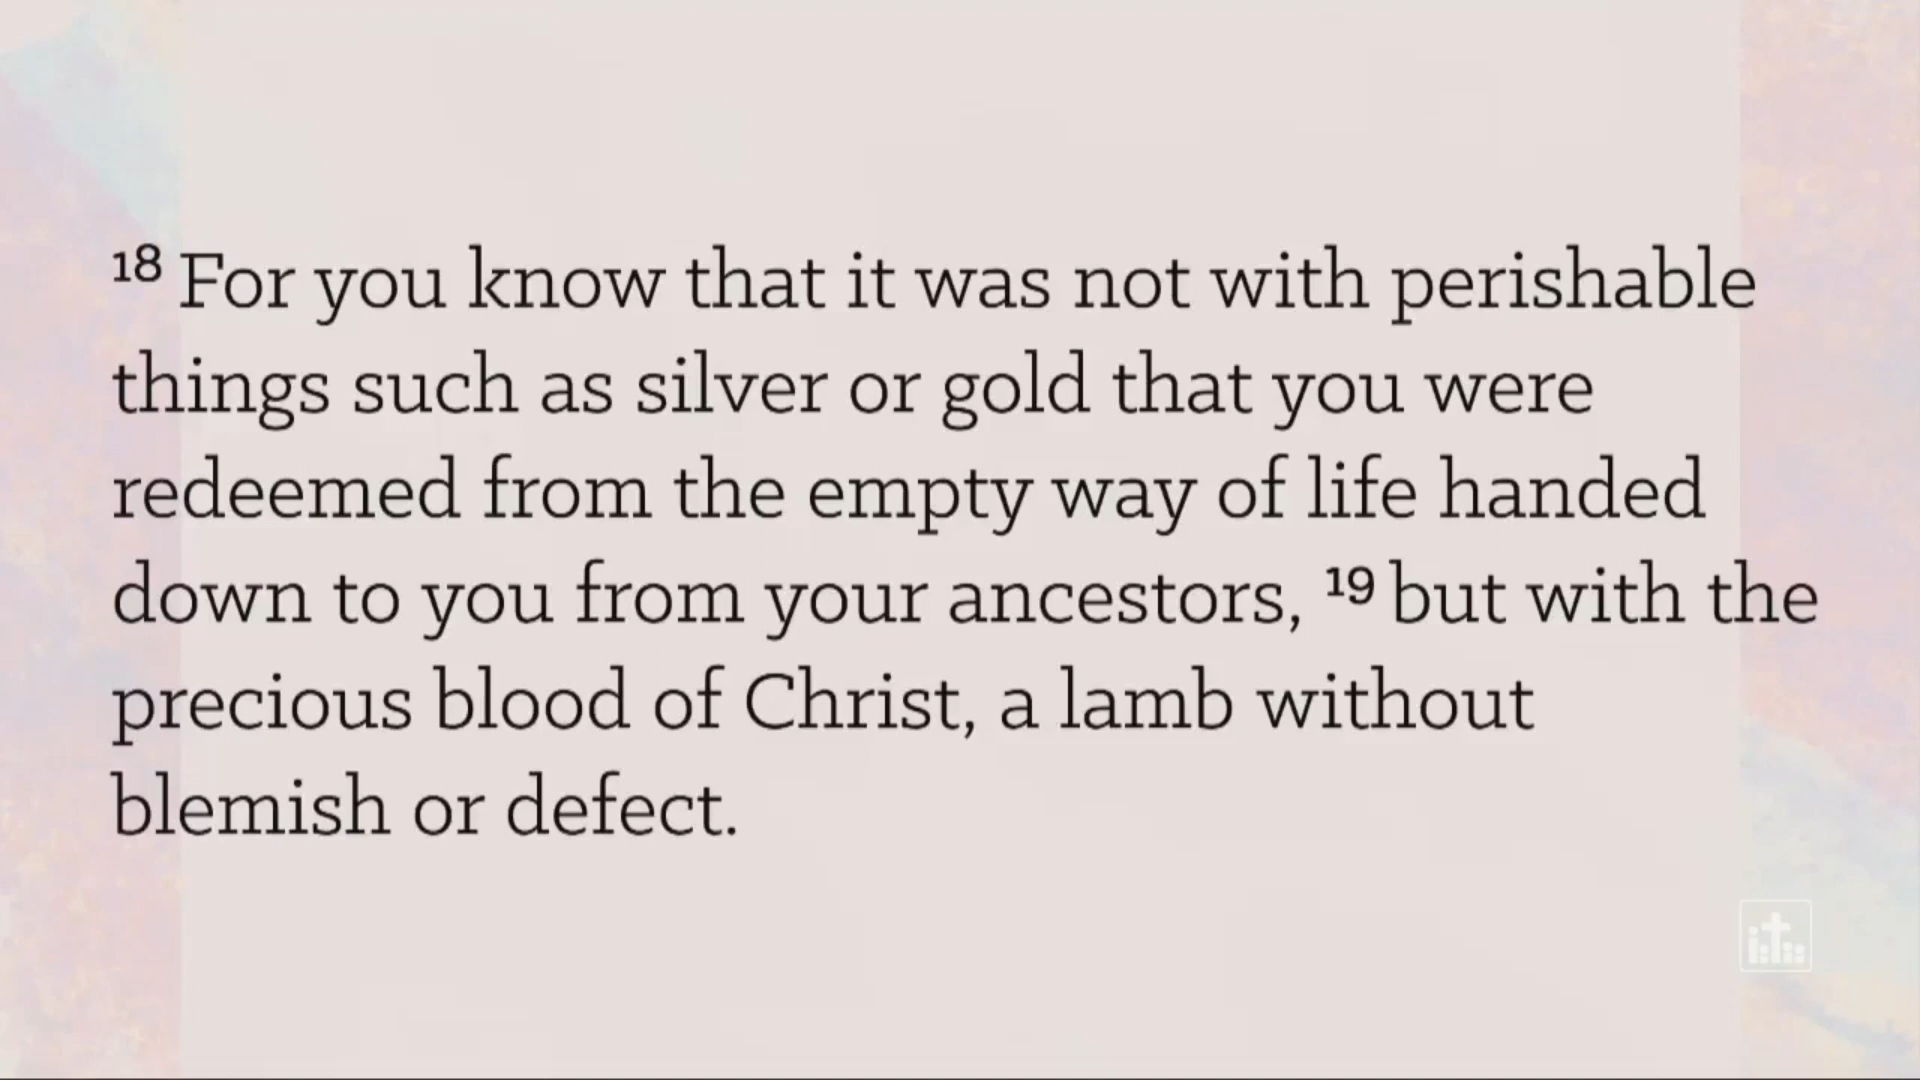 ¹⁸ For you know that it was not with perishable
things such as silver or gold that you were
redeemed from the empty way of life handed
down to you from your ancestors, ¹⁹ but with the
precious blood of Christ, a lamb without
blemish or defect.